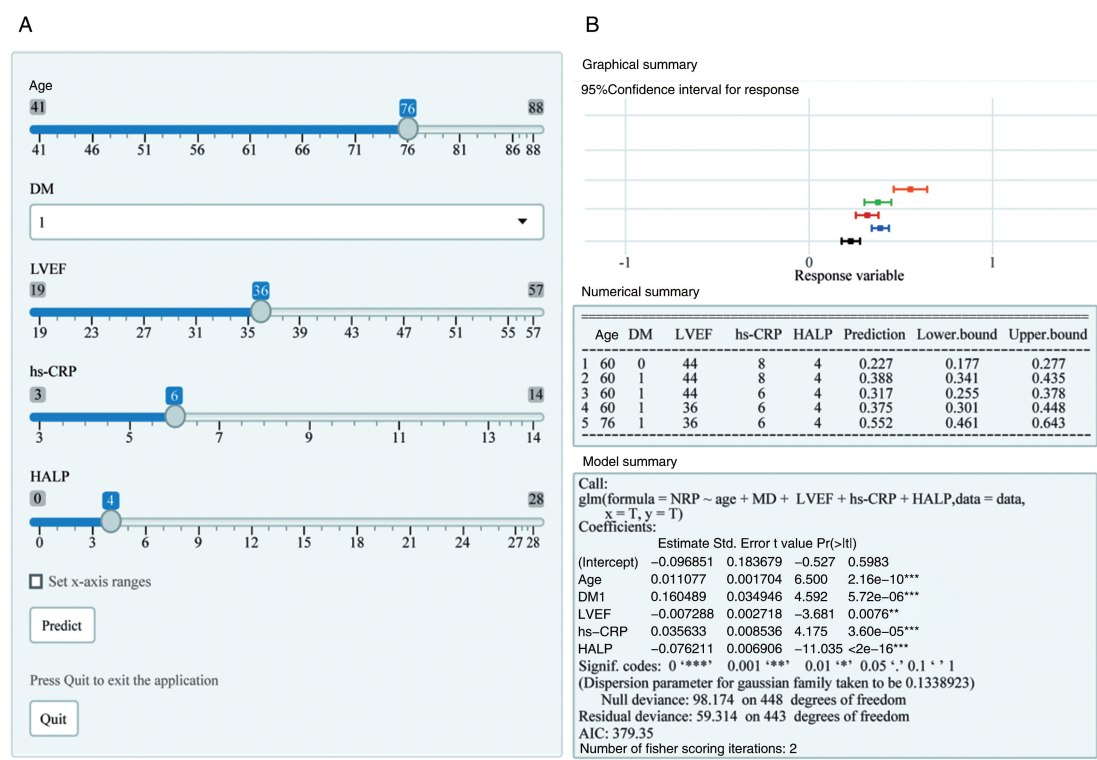 A
Age
41 88
76
41 46 51 56 61 66 71 76 81 86 88
DM
1
LVEF
19 57
36
19 23 27 31 35 39 43 47 51 55 57
hs-CRP
3 14
6
3 5 7 9 11 13 14
HALP
0 28
4
0 3 6 9 12 15 18 21 24 27 28
Set x-axis ranges
Predict
Press Quit to exit the application
Quit
B
Graphical summary
95%Confidence interval for response
-1 0 1
Response variable
Numerical summary
Age DM LVEF hs-CRP HALP Prediction Lower.bound Upper.bound
1 60 0 44 8 4 0.227 0.177 0.277
2 60 1 44 8 4 0.388 0.341 0.435
3 60 1 44 6 4 0.317 0.255 0.378
4 60 1 36 6 4 0.375 0.301 0.448
5 76 1 36 6 4 0.552 0.461 0.643
Model summary
Call:
glm(formula = NRP ~ age + MD + LVEF + hs-CRP + HALP,data = data,
x = T, y = T)
Coefficients:
Estimate Std. Error t value Pr(>|t|)
(Intercept) −0.096851 0.183679 −0.527 0.5983
Age 0.011077 0.001704 6.500 2.16e−10***
DM1 0.160489 0.034946 4.592 5.72e−06***
LVEF −0.007288 0.002718 −3.681 0.0076**
hs−CRP 0.035633 0.008536 4.175 3.60e−05***
HALP −0.076211 0.006906 −11.035 <2e−16***
Signif. codes: 0 ‘***’ 0.001 ‘**’ 0.01 ‘*’ 0.05 ‘.’ 0.1 ‘ ’ 1
(Dispersion parameter for gaussian family taken to be 0.1338923)
Null deviance: 98.174 on 448 degrees of freedom
Residual deviance: 59.314 on 443 degrees of freedom
AIC: 379.35
Number of fisher scoring iterations: 2